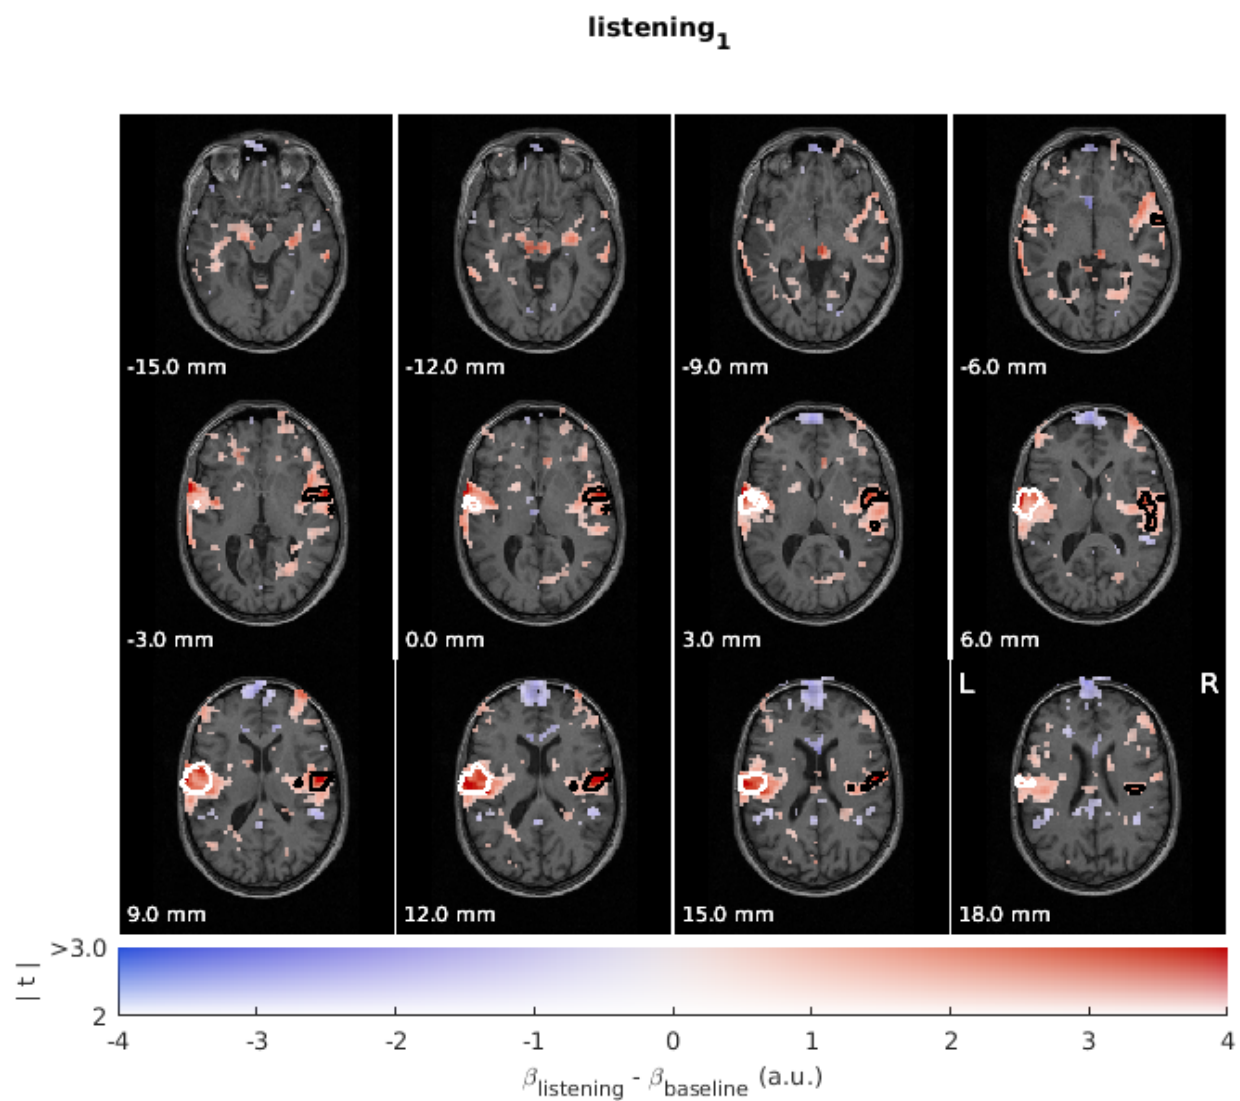 listening1
-15.0 mm
-12.0 mm
-9.0 mm
-6.0 mm
-3.0 mm
0.0 mm
3.0 mm
6.0 mm
L
R
9.0 mm
12.0 mm
15.0 mm
18.0 mm
>3.0
| t |
2
-4
-3
-2
-1
0
1
2
3
4
βlistening - βbaseline (a.u.)